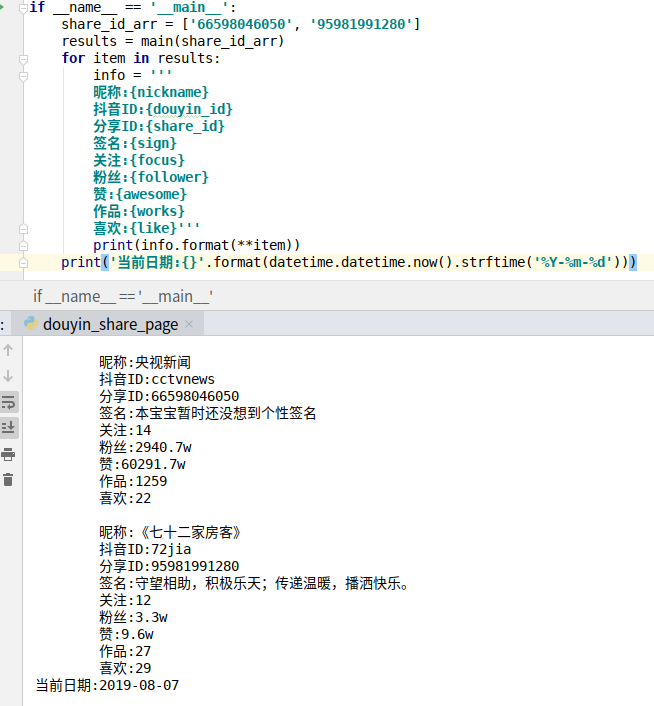 if __name__ == '__main__':
share_id_arr = ['66598046050', '95981991280']
results = main(share_id_arr)
for item in results:
info = '''
昵称:{nickname}
抖音ID:{douyin_id}
分享ID:{share_id}
签名:{sign}
关注:{focus}
粉丝:{follower}
赞:{awesome}
作品:{works}
喜欢:{like}'''
print(info.format(**item))
print('当前日期:{}'.format(datetime.datetime.now().strftime('%Y-%m-%d')))
if __name__ == '__main__'
: douyin_share_page
昵称:央视新闻
抖音ID:cctvnews
分享ID:66598046050
签名:本宝宝暂时还没想到个性签名
关注:14
粉丝:2940.7w
赞:60291.7w
作品:1259
喜欢:22
昵称:《七十二家房客》
抖音ID:72jia
分享ID:95981991280
签名:守望相助，积极乐天；传递温暖，播洒快乐。
关注:12
粉丝:3.3w
赞:9.6w
作品:27
喜欢:29
当前日期:2019-08-07